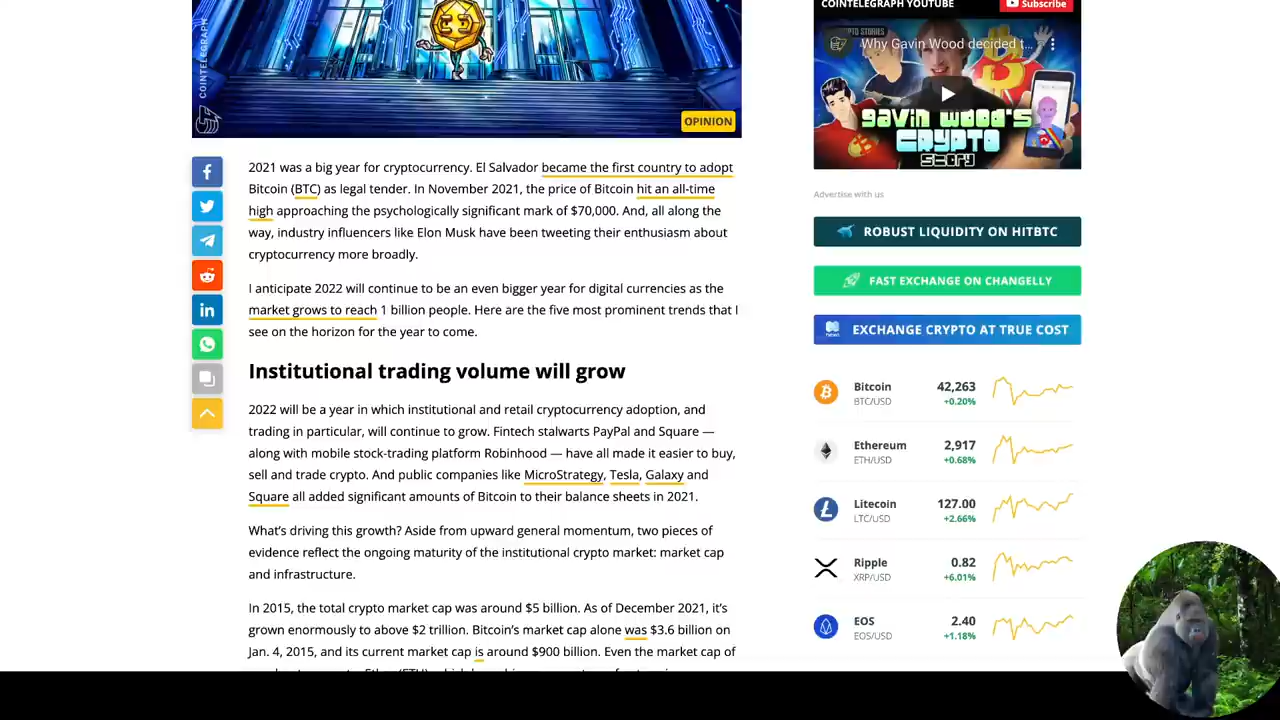 COINTELEGRAPH YOUTUBE
Subscribe
COINTELEGRAPH
OPINION
Why Gavin Wood decided t...
GAVIN WOOD'S
CRYPTO
STORY
Advertise with us
2021 was a big year for cryptocurrency. El Salvador became the first country to adopt
Bitcoin (BTC) as legal tender. In November 2021, the price of Bitcoin hit an all-time
high approaching the psychologically significant mark of $70,000. And, all along the
way, industry influencers like Elon Musk have been tweeting their enthusiasm about
cryptocurrency more broadly.
I anticipate 2022 will continue to be an even bigger year for digital currencies as the
market grows to reach 1 billion people. Here are the five most prominent trends that I
see on the horizon for the year to come.
Institutional trading volume will grow
2022 will be a year in which institutional and retail cryptocurrency adoption, and
trading in particular, will continue to grow. Fintech stalwarts PayPal and Square —
along with mobile stock-trading platform Robinhood — have all made it easier to buy,
sell and trade crypto. And public companies like MicroStrategy, Tesla, Galaxy and
Square all added significant amounts of Bitcoin to their balance sheets in 2021.
What's driving this growth? Aside from upward general momentum, two pieces of
evidence reflect the ongoing maturity of the institutional crypto market: market cap
and infrastructure.
In 2015, the total crypto market cap was around $5 billion. As of December 2021, it's
grown enormously to above $2 trillion. Bitcoin's market cap alone was $3.6 billion on
Jan. 4, 2015, and its current market cap is around $900 billion. Even the market cap of
ROBUST LIQUIDITY ON HITBTC
FAST EXCHANGE ON CHANGELLY
EXCHANGE CRYPTO AT TRUE COST
Bitcoin 42,263
BTC/USD +0.20%
Ethereum 2,917
ETH/USD +0.68%
Litecoin 127.00
LTC/USD +2.66%
Ripple 0.82
XRP/USD +6.01%
EOS 2.40
EOS/USD +1.18%